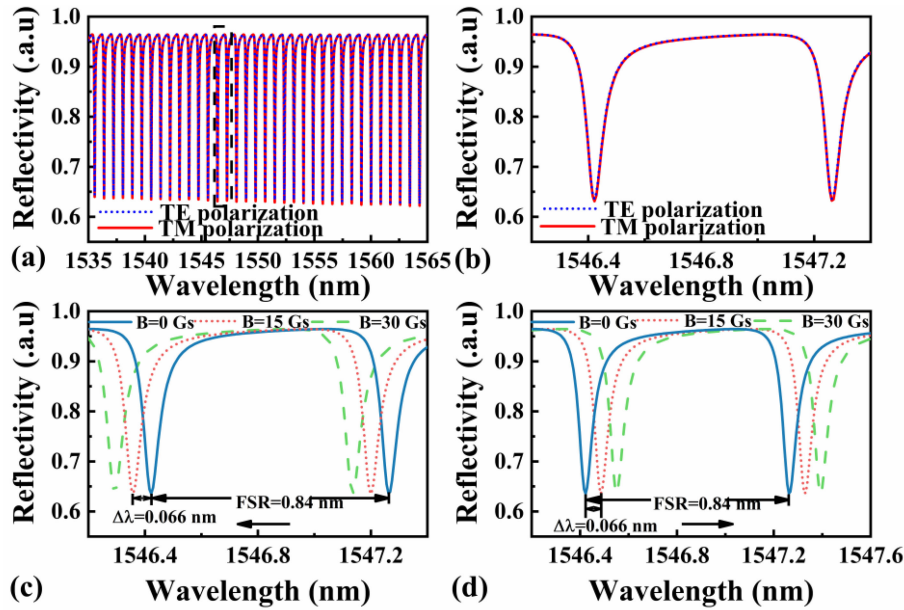 1.0
0.9
0.8
0.7
0.6
Reflectivity (.a.u)
TE polarization
TM polarization
(a)
1535 1540 1545 1550 1555 1560 1565
Wavelength (nm)
1.0
0.9
0.8
0.7
0.6
Reflectivity (.a.u)
TE polarization
TM polarization
(b)
1546.4 1546.8 1547.2
Wavelength (nm)
1.0
0.9
0.8
0.7
0.6
Reflectivity (.a.u)
B=0 Gs B=15 Gs B=30 Gs
FSR=0.84 nm
Δλ=0.066 nm
(c)
1546.4 1546.8 1547.2
Wavelength (nm)
1.0
0.9
0.8
0.7
0.6
Reflectivity (.a.u)
B=0 Gs B=15 Gs B=30 Gs
FSR=0.84 nm
Δλ=0.066 nm
(d)
1546.4 1546.8 1547.2 1547.6
Wavelength (nm)